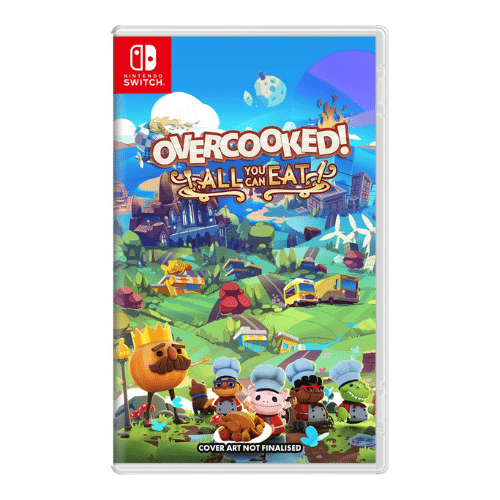 NINTENDO
SWITCH.
OVERCOOKED!
ALL YOU CAN EAT
COVER ART NOT FINALISED